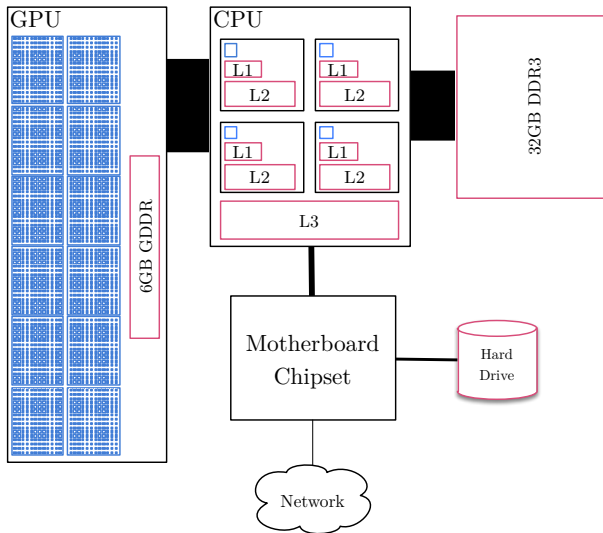 GPU
CPU
L1
L2
L1
L2
L1
L2
L1
L2
L3
6GB GDDR
32GB DDR3
Motherboard
Chipset
Hard
Drive
Network